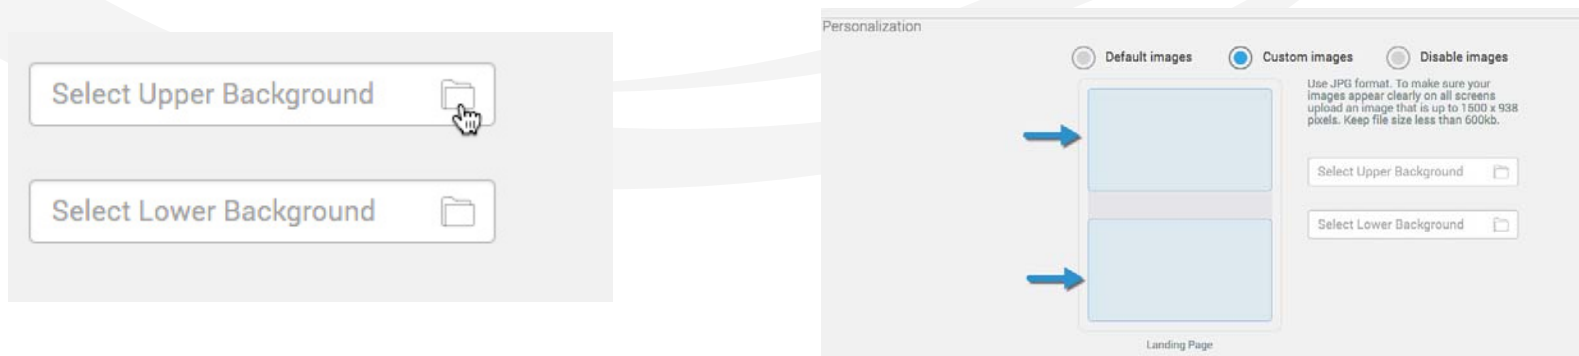 Select Upper Background
Select Lower Background
Personalization
Default images
Custom images
Disable images
Use JPG format. To make sure your
images appear clearly on all screens
upload an image that is up to 1500 x 938
pixels. Keep file size less than 600kb.
Select Upper Background
Select Lower Background
Landing Page